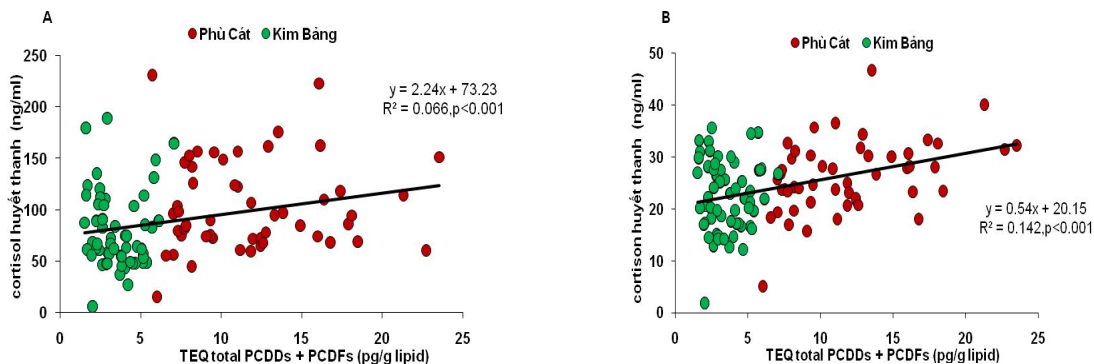 A
Phù Cát Kim Bảng
250
200
150
100
50
0
cortisol huyết thanh (ng/ml)
y = 2.24x + 73.23
R² = 0.066,p<0.001
0 5 10 15 20 25
TEQ total PCDDs + PCDFs (pg/g lipid)
B
Phù Cát Kim Bảng
50
40
30
20
10
0
cortison huyết thanh (ng/ml)
y = 0.54x + 20.15
R² = 0.142,p<0.001
0 5 10 15 20 25
TEQ total PCDDs + PCDFs (pg/g lipid)